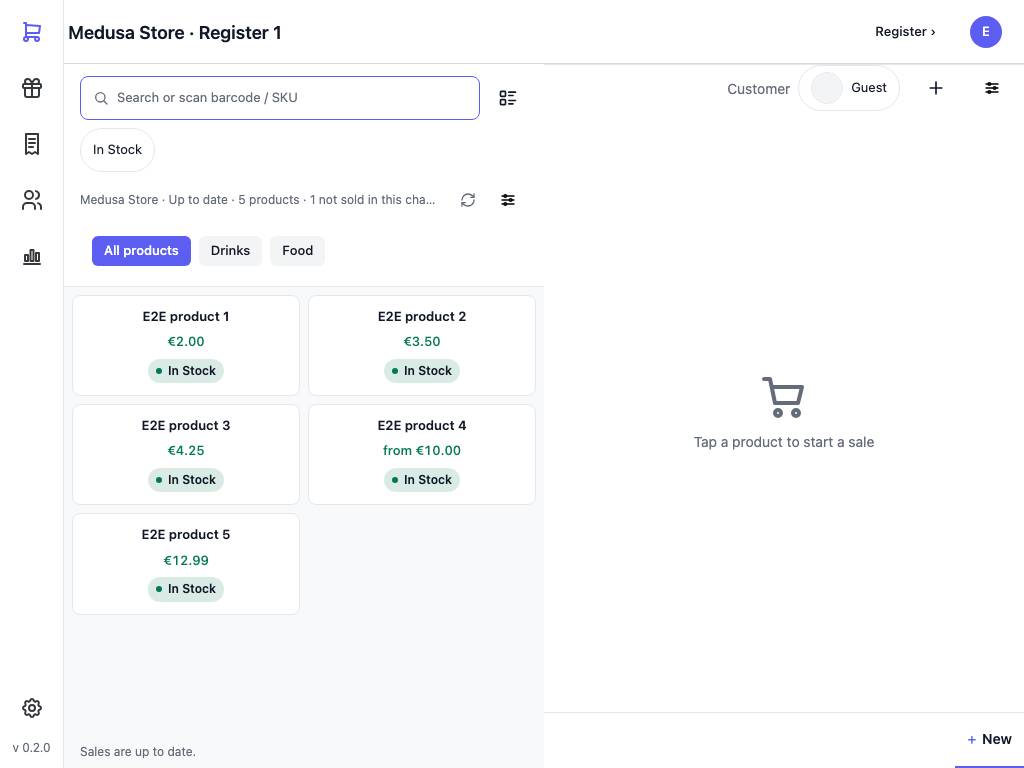 Medusa Store · Register 1
Register ›
E
Search or scan barcode / SKU
Customer
Guest
In Stock
Medusa Store · Up to date · 5 products · 1 not sold in this cha...
All products
Drinks
Food
E2E product 1
€2.00
In Stock
E2E product 2
€3.50
In Stock
E2E product 3
€4.25
In Stock
E2E product 4
from €10.00
In Stock
E2E product 5
€12.99
In Stock
Tap a product to start a sale
v 0.2.0
Sales are up to date.
+ New